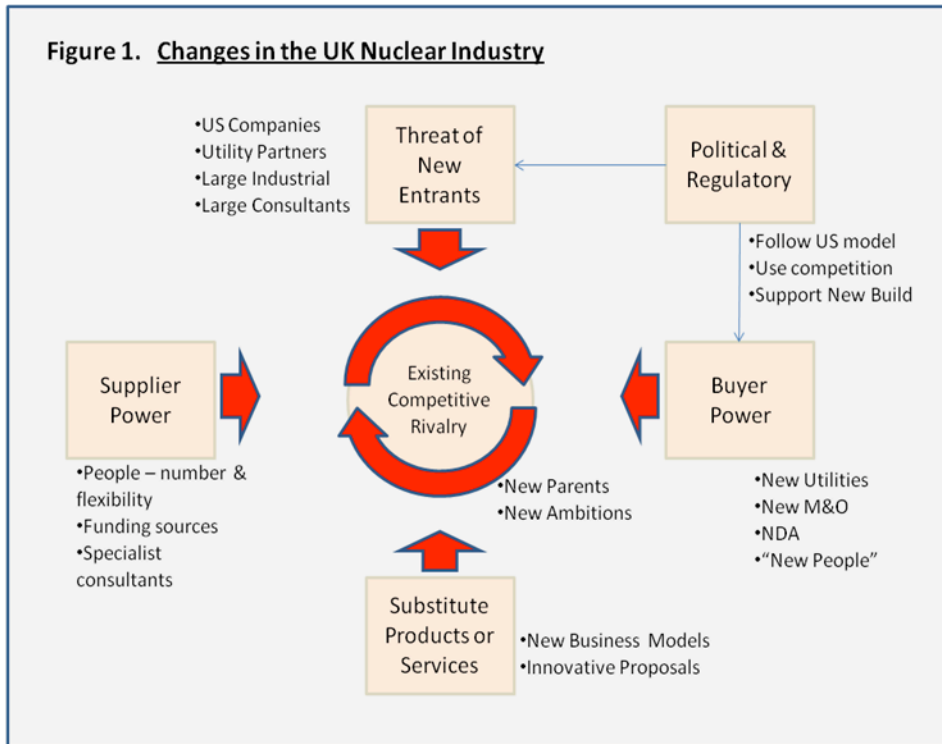 Figure 1. Changes in the UK Nuclear Industry
•US Companies
•Utility Partners
•Large Industrial
•Large Consultants
Threat of
New
Entrants
Political &
Regulatory
•Follow US model
•Use competition
•Support New Build
Supplier
Power
•People – number &
flexibility
•Funding sources
•Specialist
consultants
Existing
Competitive
Rivalry
•New Parents
•New Ambitions
Buyer
Power
•New Utilities
•New M&O
•NDA
•“New People”
Substitute
Products or
Services
•New Business Models
•Innovative Proposals